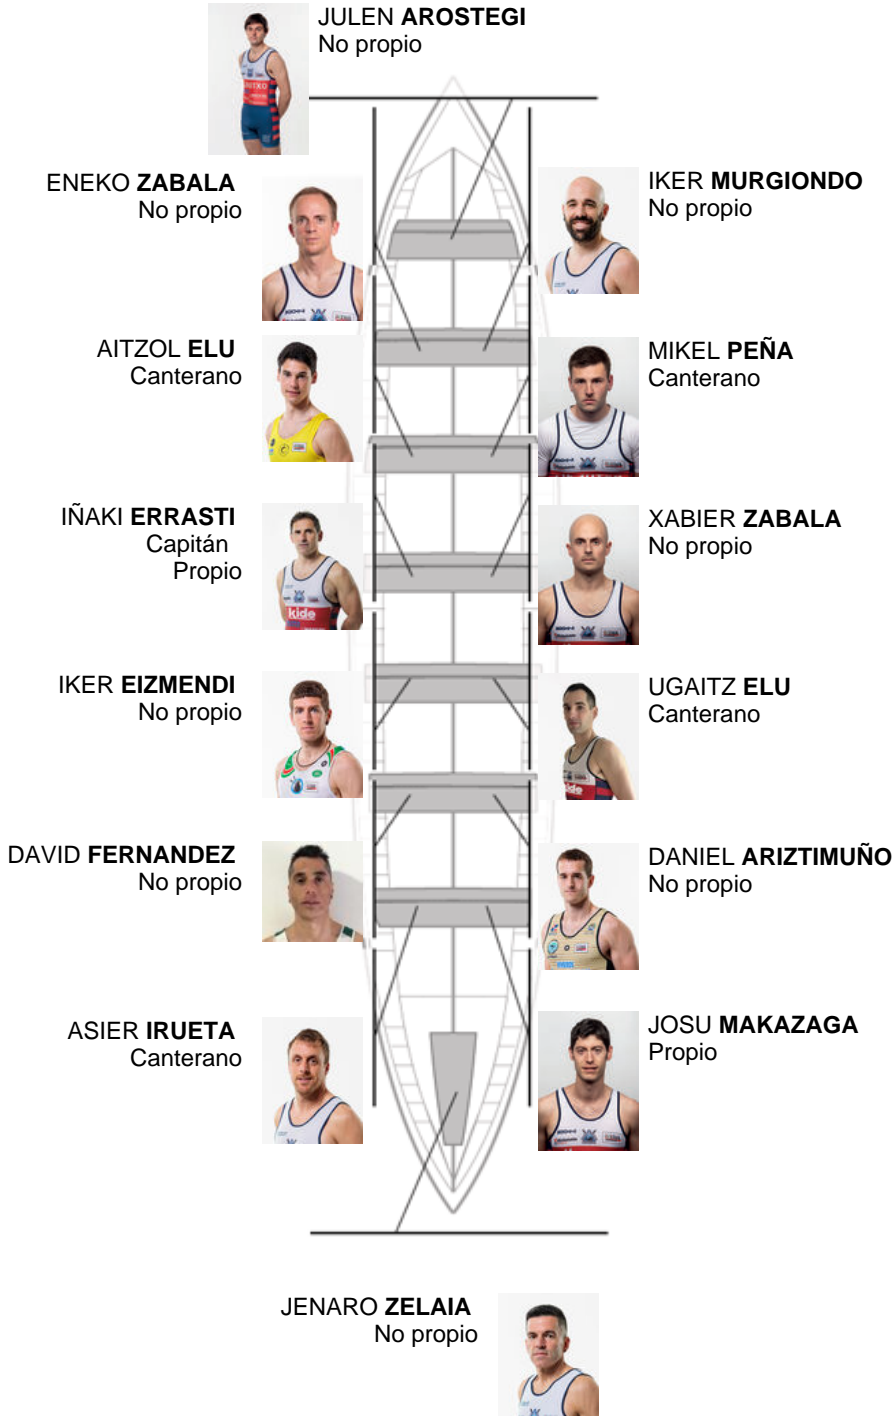 JULEN AROSTEGI
No propio
ENEKO ZABALA
No propio
IKER MURGIONDO
No propio
AITZOL ELU
Canterano
MIKEL PEÑA
Canterano
IÑAKI ERRASTI
Capitán
Propio
XABIER ZABALA
No propio
kide
IKER EIZMENDI
No propio
UGAITZ ELU
Canterano
kide
DAVID FERNANDEZ
No propio
DANIEL ARIZTIMUÑO
No propio
ASIER IRUETA
Canterano
JOSU MAKAZAGA
Propio
JENARO ZELAIA
No propio